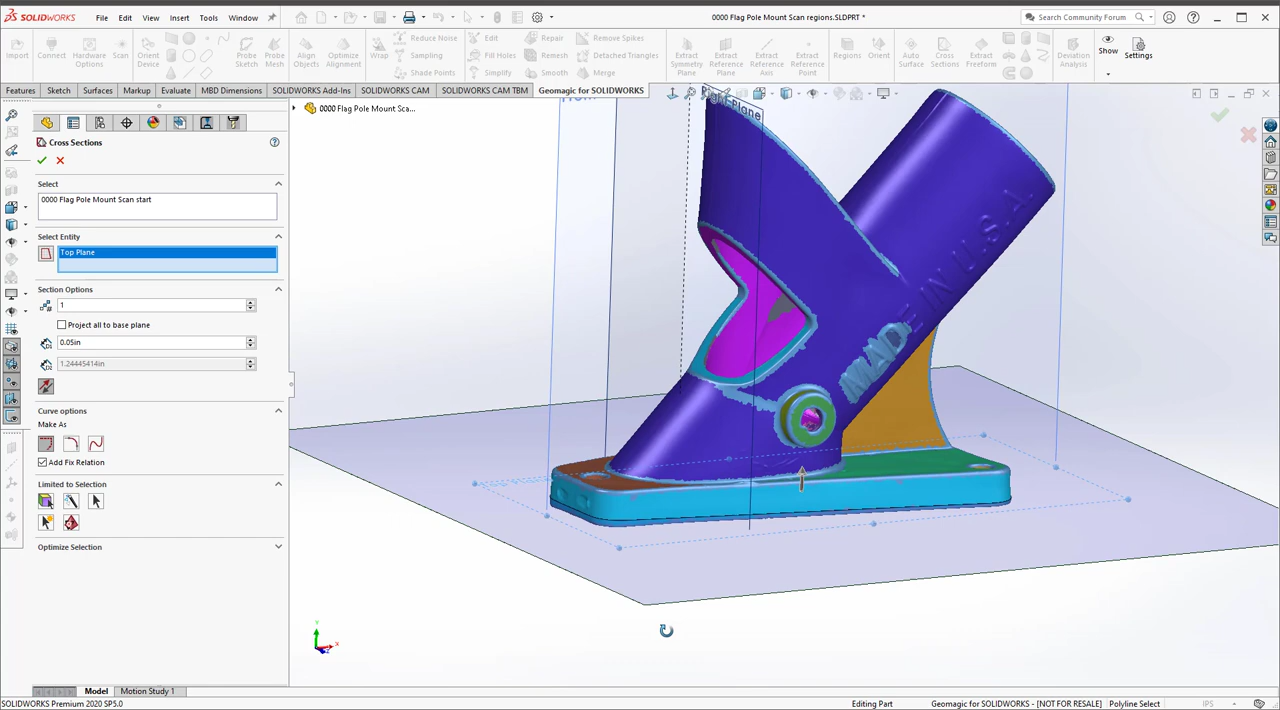 SOLIDWORKS
File
Edit
View
Insert
Tools
Window
0000 Flag Pole Mount Scan regions.SLDPRT *
Search Community Forum
Import
Connect
Hardware Options
Scan
Orient Device
Probe Sketch
Probe Mesh
Align Objects
Optimize Alignment
Wrap
Reduce Noise
Sampling
Shade Points
Edit
Fill Holes
Simplify
Repair
Remesh
Smooth
Remove Spikes
Detached Triangles
Merge
Extract Symmetry Plane
Extract Reference Plane
Extract Reference Axis
Extract Reference Point
Regions
Orient
Auto Surface
Cross Sections
Extract Freeform
Deviation Analysis
Show
Settings
Features
Sketch
Surfaces
Markup
Evaluate
MBD Dimensions
SOLIDWORKS Add-Ins
SOLIDWORKS CAM
SOLIDWORKS CAM TBM
Geomagic for SOLIDWORKS
0000 Flag Pole Mount Sca...
Right Plane
Cross Sections
Select
0000 Flag Pole Mount Scan start
Select Entity
Top Plane
Section Options
1
Project all to base plane
0.05in
1.24445414in
Curve options
Make As
Add Fix Relation
Limited to Selection
Optimize Selection
MADE IN U.S.A.
Y
X
Z
Model
Motion Study 1
SOLIDWORKS Premium 2020 SP5.0
Editing Part
Geomagic for SOLIDWORKS - [NOT FOR RESALE)
Polyline Select
IPS